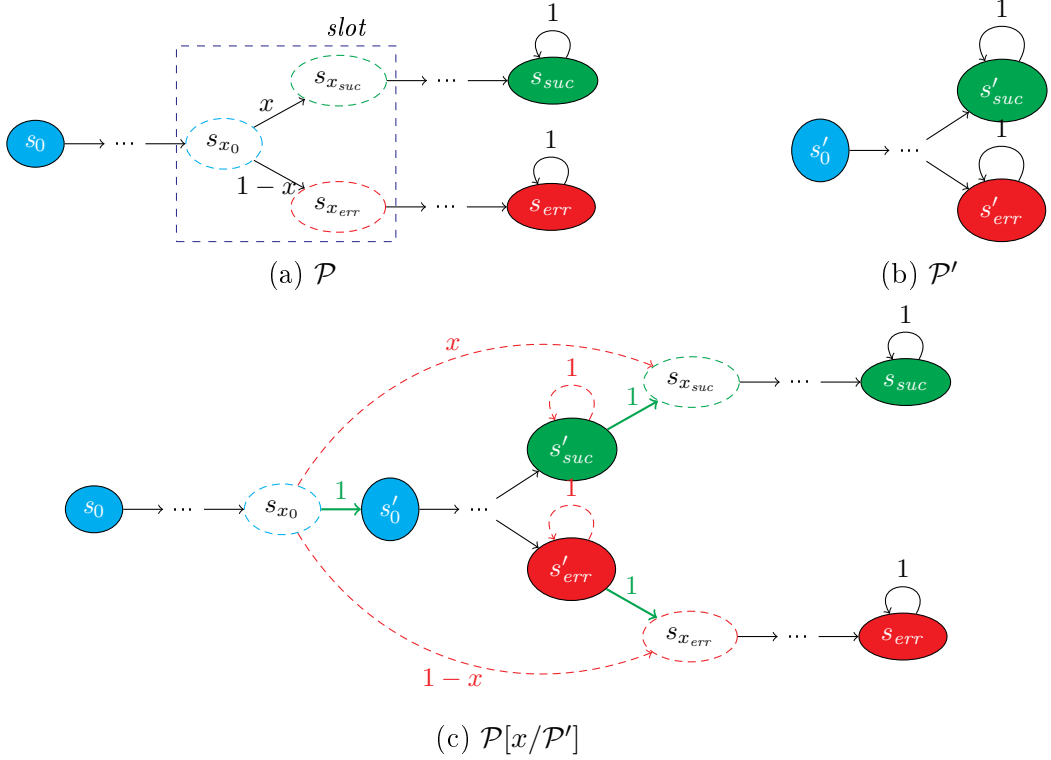 slot
1
1
s_{suc}
s_{x_{suc}}
x
s_0 ... s_{x_0}
...
1
1 − x
s_{x_{err}}
...
s_{err}
(a) 𝒫
s'_{suc}
1
s'_0 ...
s'_{err}
(b) 𝒫′
x
1
1
s_{x_{suc}} ... s_{suc}
1
s'_{suc}
1
1
s_0 ... s_{x_0} s'_0 ...
s'_{err}
1
1
s_{x_{err}} ... s_{err}
1 − x
(c) 𝒫[x/𝒫′]